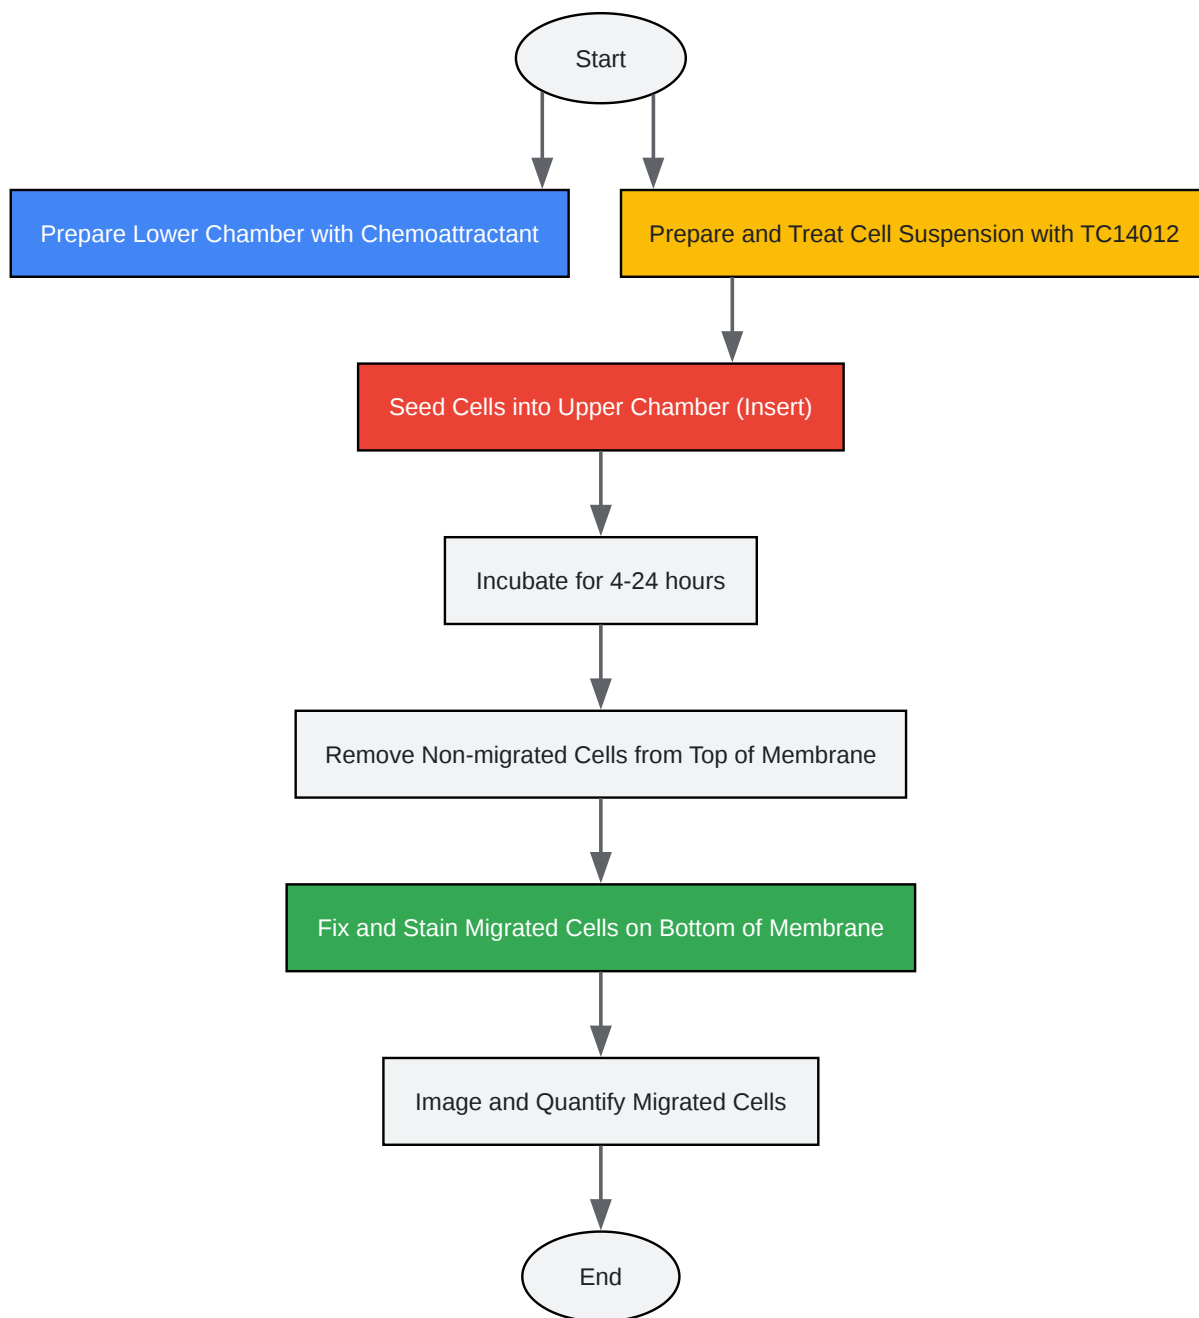 Start
Prepare Lower Chamber with Chemoattractant
Prepare and Treat Cell Suspension with TC14012
Seed Cells into Upper Chamber (Insert)
Incubate for 4-24 hours
Remove Non-migrated Cells from Top of Membrane
Fix and Stain Migrated Cells on Bottom of Membrane
Image and Quantify Migrated Cells
End